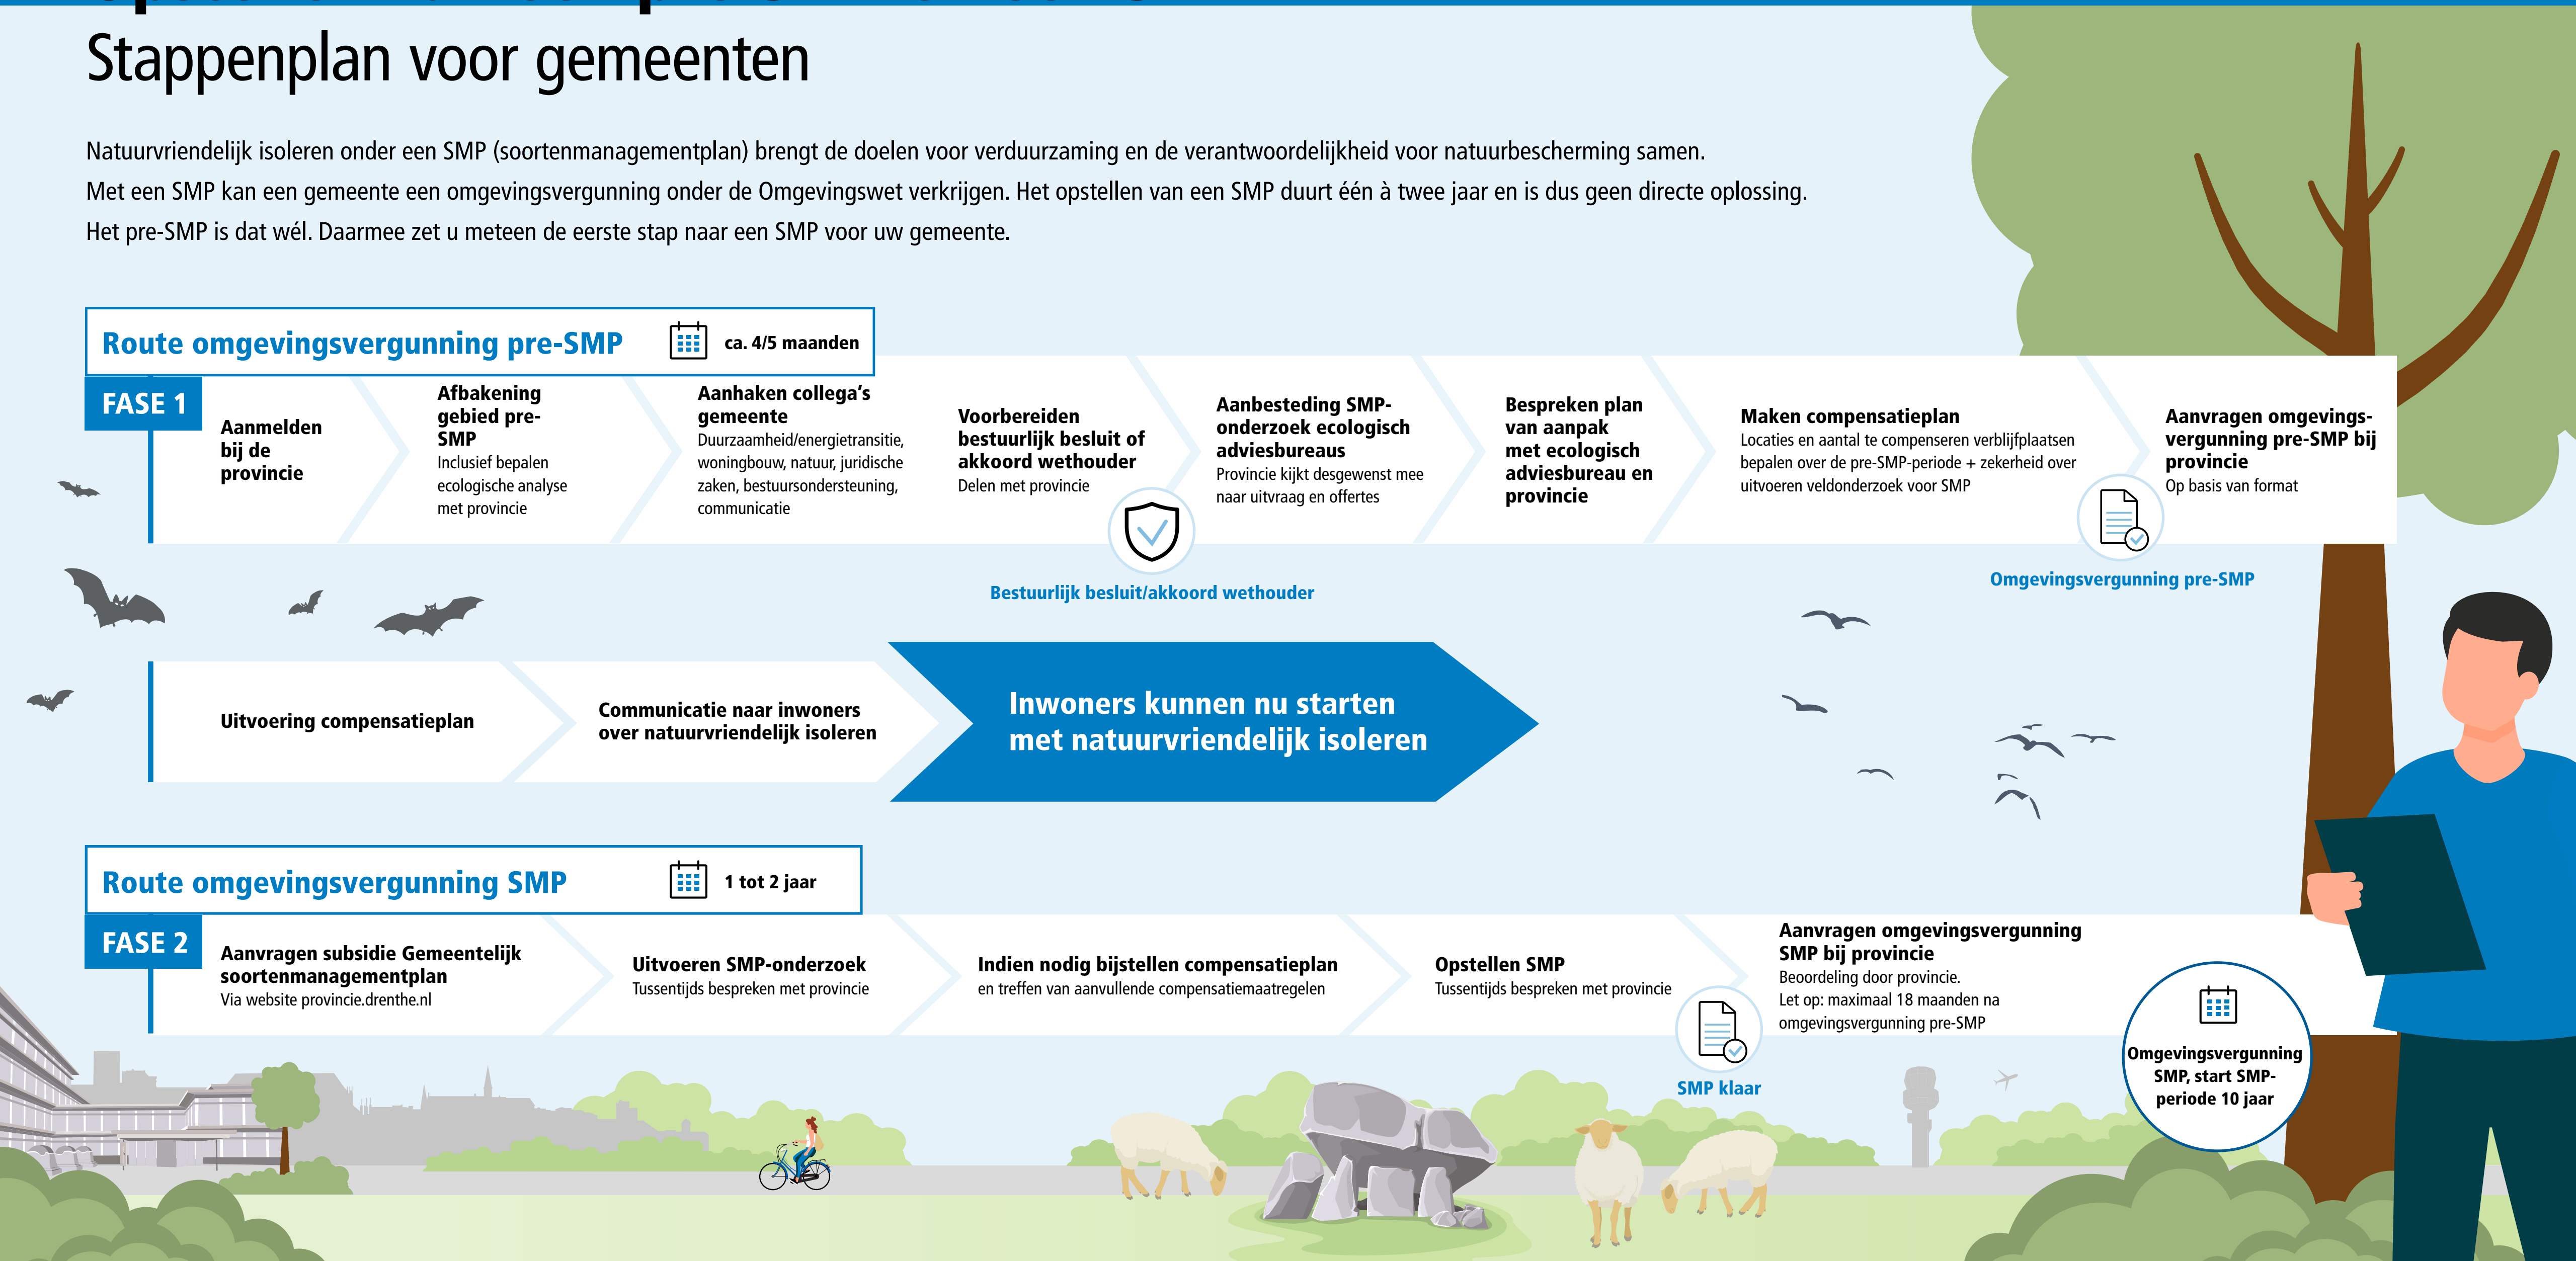 Stappenplan voor gemeenten
Natuurvriendelijk isoleren onder een SMP (soortenmanagementplan) brengt de doelen voor verduurzaming en de verantwoordelijkheid voor natuurbescherming samen.
Met een SMP kan een gemeente een omgevingsvergunning onder de Omgevingswet verkrijgen. Het opstellen van een SMP duurt één à twee jaar en is dus geen directe oplossing.
Het pre-SMP is dat wél. Daarmee zet u meteen de eerste stap naar een SMP voor uw gemeente.
Route omgevingsvergunning pre-SMP
ca. 4/5 maanden
FASE 1
Aanmelden
bij de
provincie
Afbakening
gebied pre-
SMP
Inclusief bepalen
ecologische analyse
met provincie
Aanhaken collega's
gemeente
Duurzaamheid/energietransitie,
woningbouw, natuur, juridische
zaken, bestuursondersteuning,
communicatie
Voorbereiden
bestuurlijk besluit of
akkoord wethouder
Delen met provincie
Bestuurlijk besluit/akkoord wethouder
Aanbesteding SMP-
onderzoek ecologisch
adviesbureaus
Provincie kijkt desgewenst mee
naar uitvraag en offertes
Bespreken plan
van aanpak
met ecologisch
adviesbureau en
provincie
Maken compensatieplan
Locaties en aantal te compenseren verblijfplaatsen
bepalen over de pre-SMP-periode + zekerheid over
uitvoeren veldonderzoek voor SMP
Omgevingsvergunning pre-SMP
Aanvragen omgevings-
vergunning pre-SMP bij
provincie
Op basis van format
Uitvoering compensatieplan
Communicatie naar inwoners
over natuurvriendelijk isoleren
Inwoners kunnen nu starten
met natuurvriendelijk isoleren
Route omgevingsvergunning SMP
1 tot 2 jaar
FASE 2
Aanvragen subsidie Gemeentelijk
soortenmanagementplan
Via website provincie.drenthe.nl
Uitvoeren SMP-onderzoek
Tussentijds bespreken met provincie
Indien nodig bijstellen compensatieplan
en treffen van aanvullende compensatiemaatregelen
Opstellen SMP
Tussentijds bespreken met provincie
SMP klaar
Aanvragen omgevingsvergunning
SMP bij provincie
Beoordeling door provincie.
Let op: maximaal 18 maanden na
omgevingsvergunning pre-SMP
Omgevingsvergunning
SMP, start SMP-
periode 10 jaar